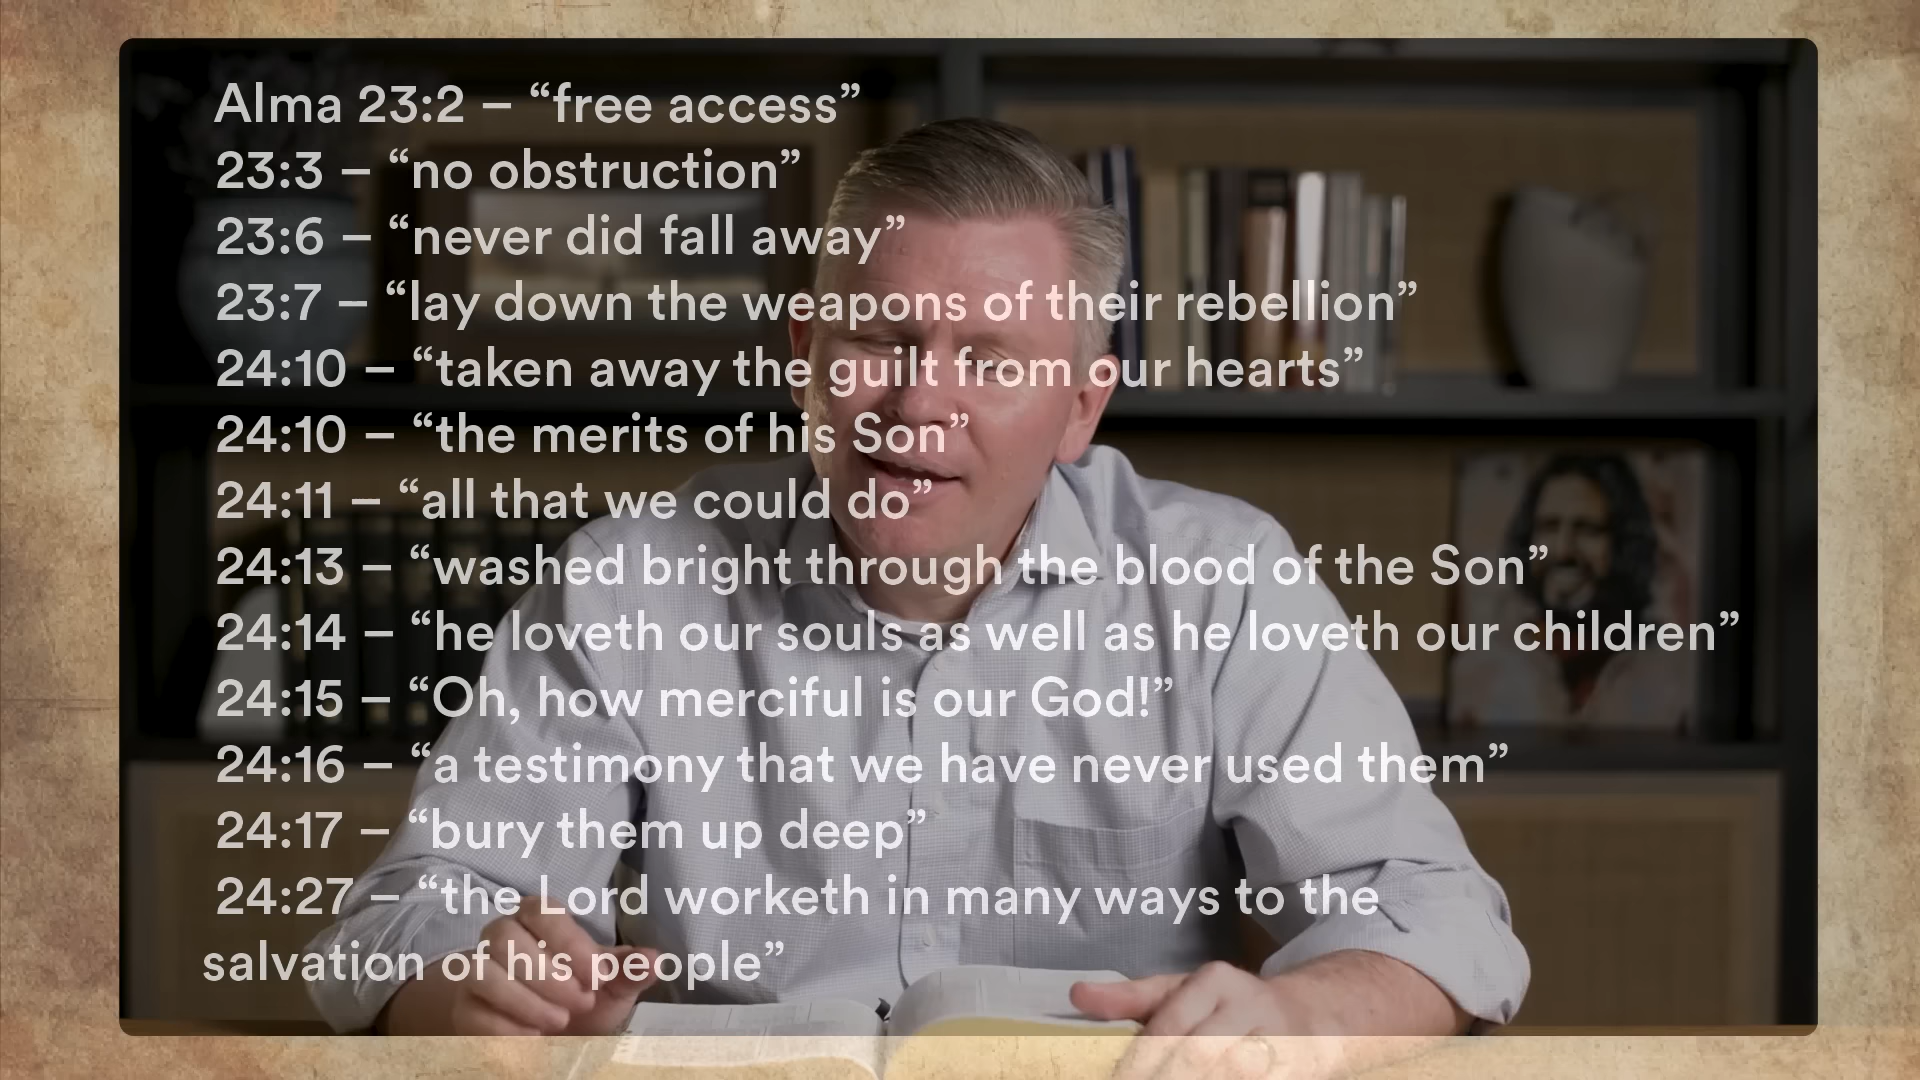 Alma 23:2 – “free access”
23:3 – “no obstruction”
23:6 – “never did fall away”
23:7 – “lay down the weapons of their rebellion”
24:10 – “taken away the guilt from our hearts”
24:10 – “the merits of his Son”
24:11 – “all that we could do”
24:13 – “washed bright through the blood of the Son”
24:14 – “he loveth our souls as well as he loveth our children”
24:15 – “Oh, how merciful is our God!”
24:16 – “a testimony that we have never used them”
24:17 – “bury them up deep”
24:27 – “the Lord worketh in many ways to the
salvation of his people”